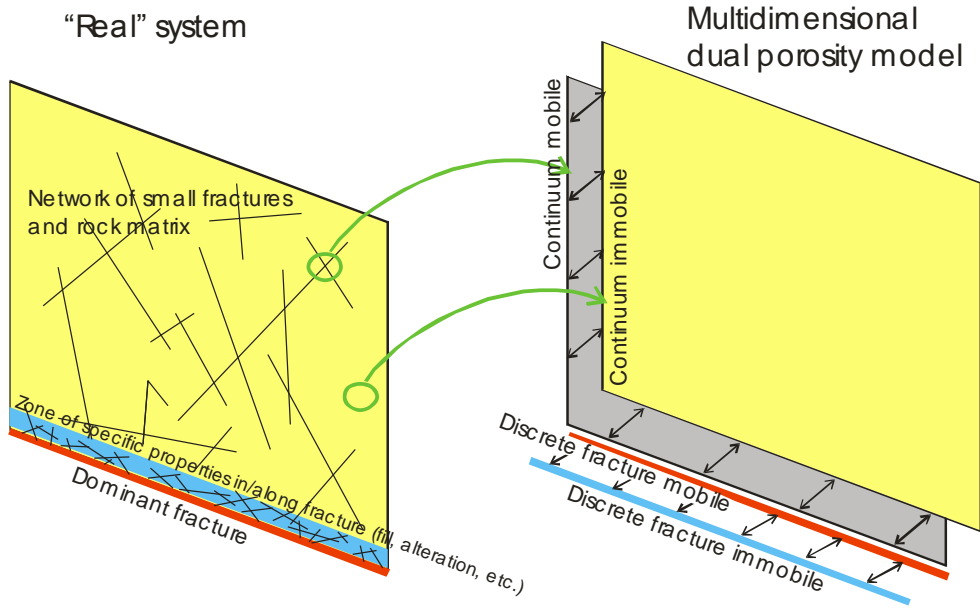 “Real” system
Multidimensional
dual porosity model
Network of small fractures
and rock matrix
Zone of specific properties in/along fracture (fill, alteration, etc.)
Dominant fracture
Continuum mobile
Continuum immobile
Discrete fracture mobile
Discrete fracture immobile